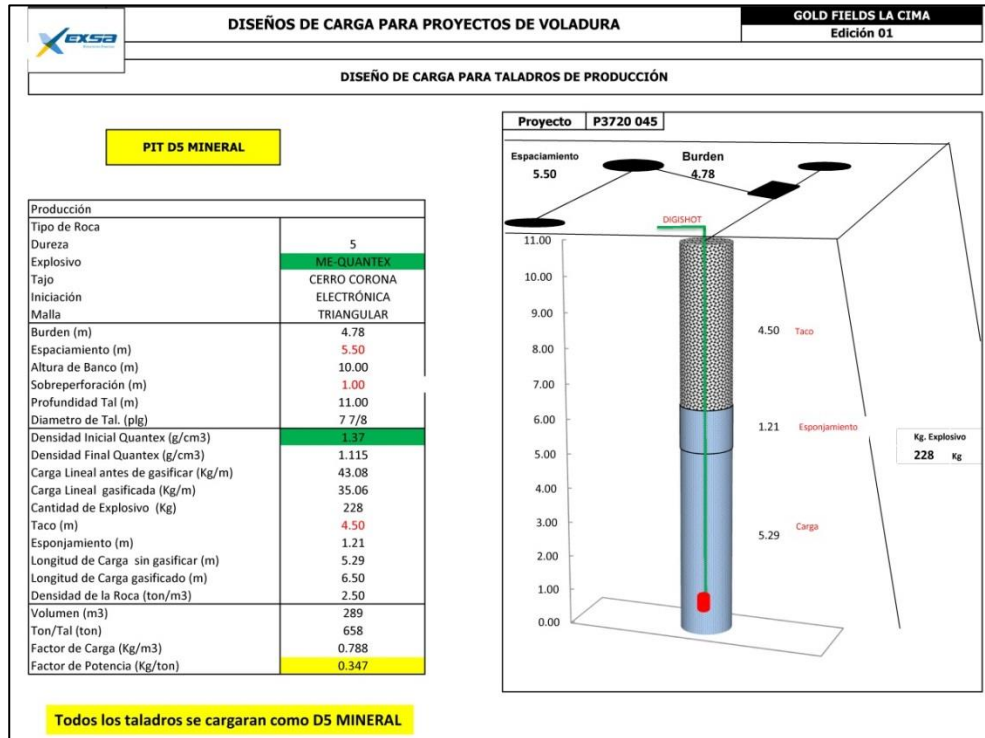 exsa
DISEÑOS DE CARGA PARA PROYECTOS DE VOLADURA
GOLD FIELDS LA CIMA
Edición 01
DISEÑO DE CARGA PARA TALADROS DE PRODUCCIÓN
PIT D5 MINERAL
Producción
Tipo de Roca
Dureza 5
Explosivo ME-QUANTEX
Tajo CERRO CORONA
Iniciación ELECTRÓNICA
Malla TRIANGULAR
Burden (m) 4.78
Espaciamiento (m) 5.50
Altura de Banco (m) 10.00
Sobreperforación (m) 1.00
Profundidad Tal (m) 11.00
Diametro de Tal. (plg) 7 7/8
Densidad Inicial Quantex (g/cm3) 1.37
Densidad Final Quantex (g/cm3) 1.115
Carga Lineal antes de gasificar (Kg/m) 43.08
Carga Lineal gasificada (Kg/m) 35.06
Cantidad de Explosivo (Kg) 228
Taco (m) 4.50
Esponjamiento (m) 1.21
Longitud de Carga sin gasificar (m) 5.29
Longitud de Carga gasificado (m) 6.50
Densidad de la Roca (ton/m3) 2.50
Volumen (m3) 289
Ton/Tal (ton) 658
Factor de Carga (Kg/m3) 0.788
Factor de Potencia (Kg/ton) 0.347
Todos los taladros se cargaran como D5 MINERAL
Proyecto P3720 045
Espaciamiento
5.50
Burden
4.78
DIGISHOT
11.00
10.00
9.00
8.00
7.00
6.00
5.00
4.00
3.00
2.00
1.00
0.00
4.50 Taco
1.21 Esponjamiento
5.29 Carga
Kg. Explosivo
228 Kg